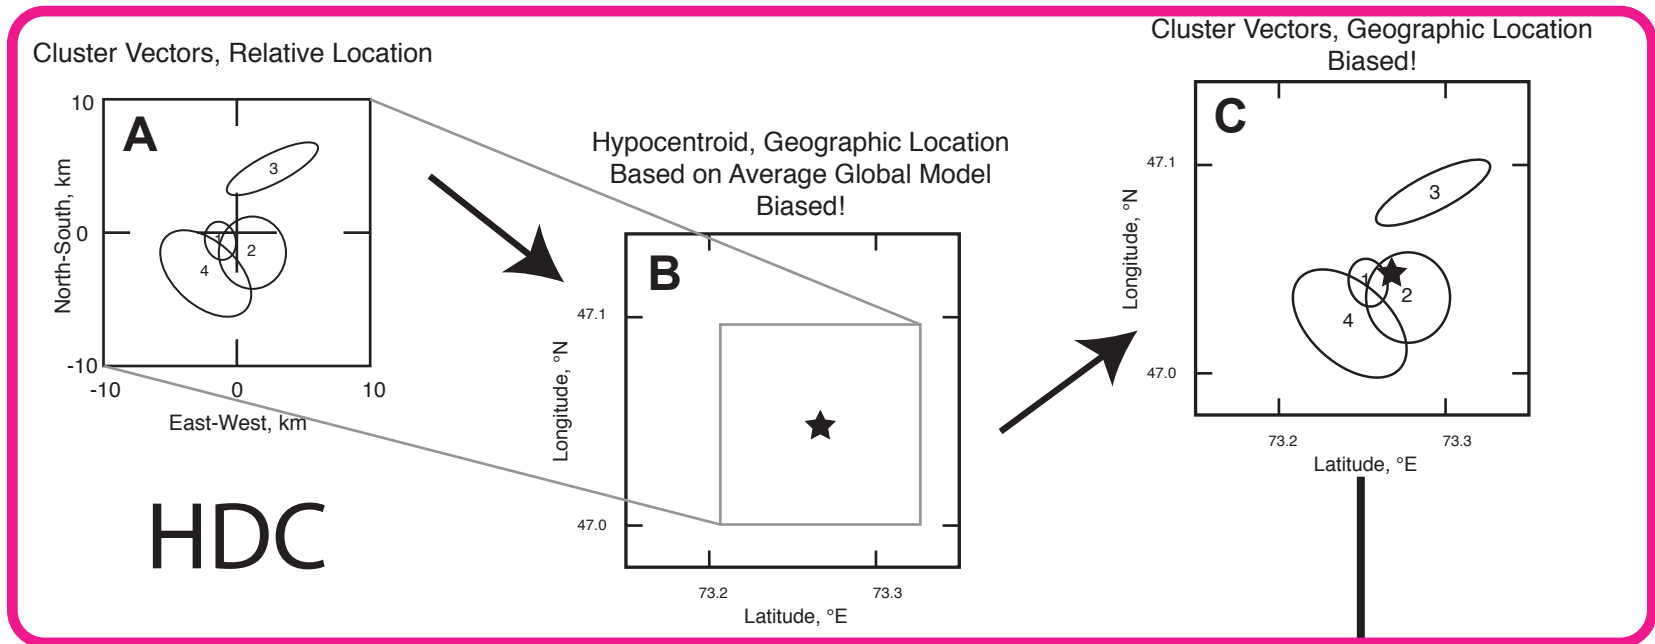 Cluster Vectors, Relative Location
A
10
0
-10
North-South, km
-10
0
10
East-West, km
1
2
3
4
HDC
Hypocentroid, Geographic Location
Based on Average Global Model
Biased!
B
47.1
47.0
Longitude, °N
73.2
73.3
Latitude, °E
Cluster Vectors, Geographic Location
Biased!
C
47.1
47.0
Longitude, °N
1
2
3
4
73.2
73.3
Latitude, °E